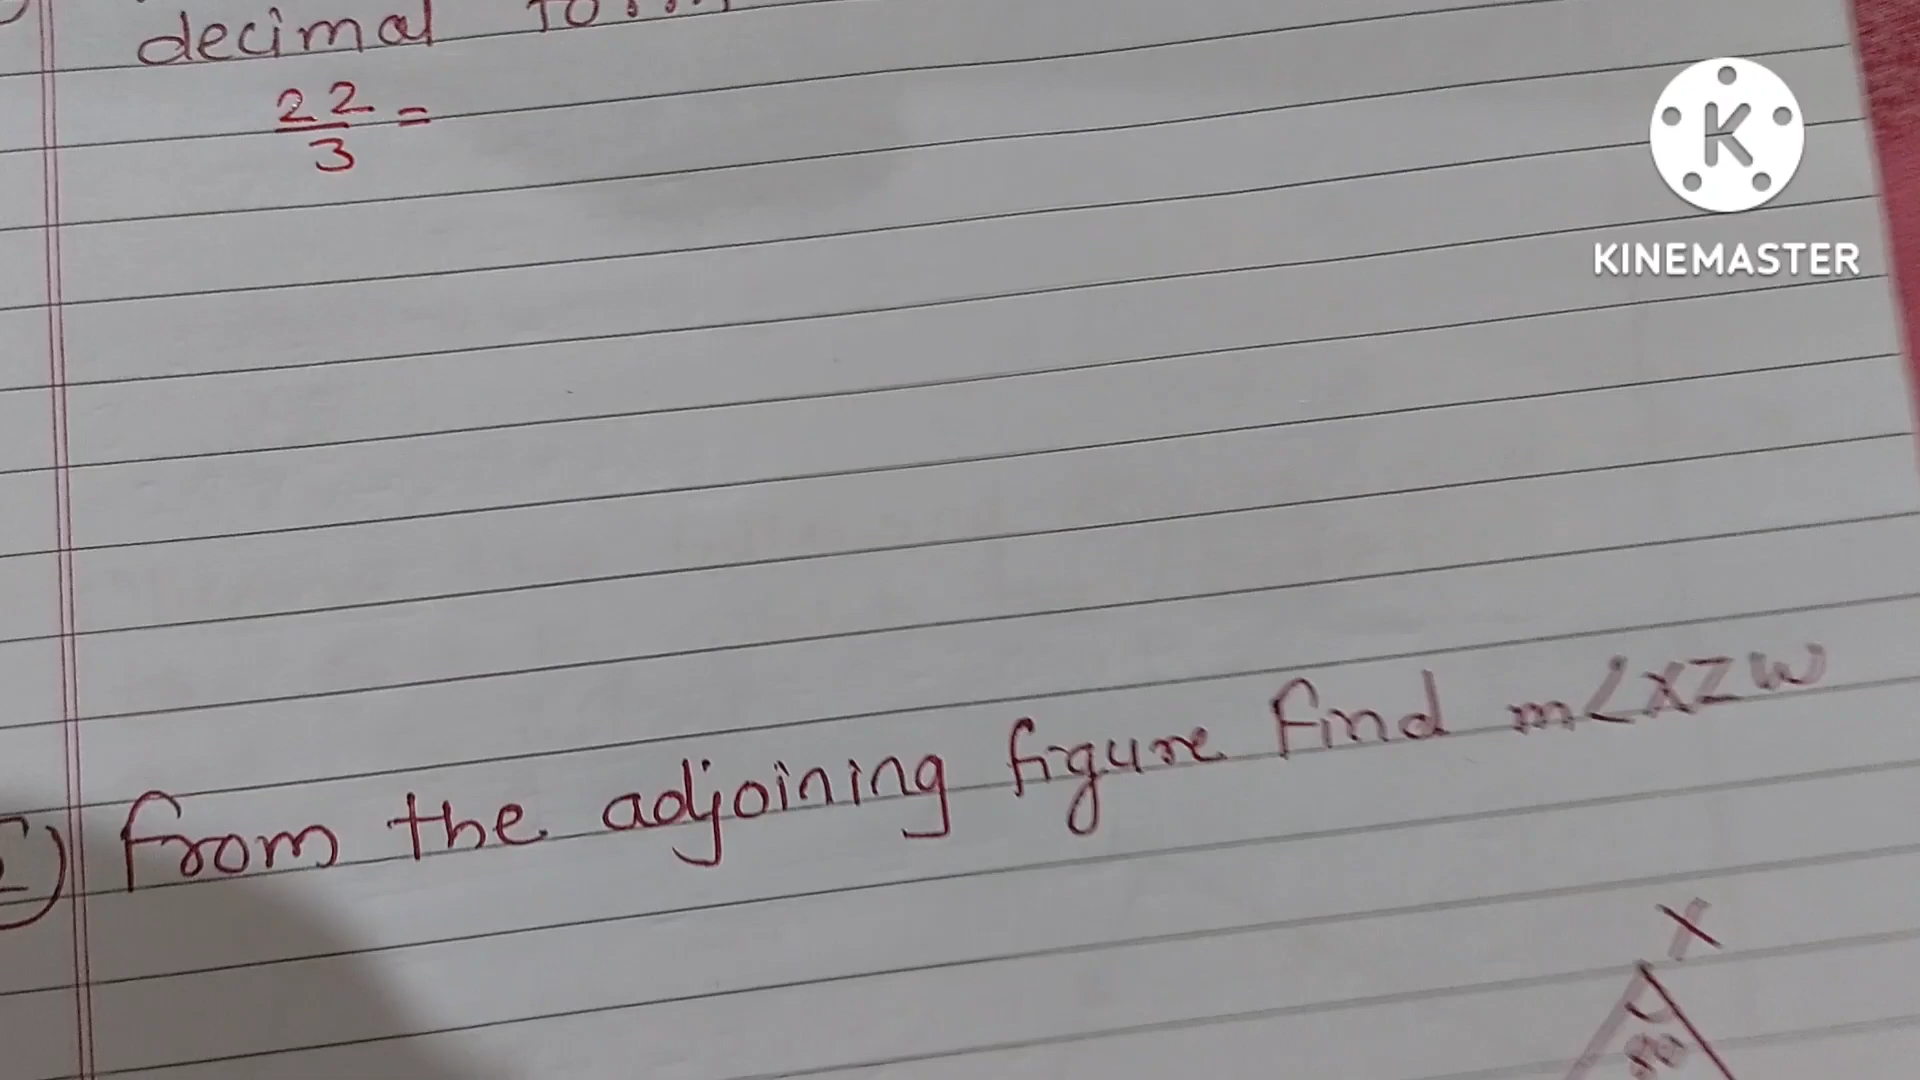 decimal
22/3 =
KINEMASTER
from the adjoining figure find m∠XZW
X